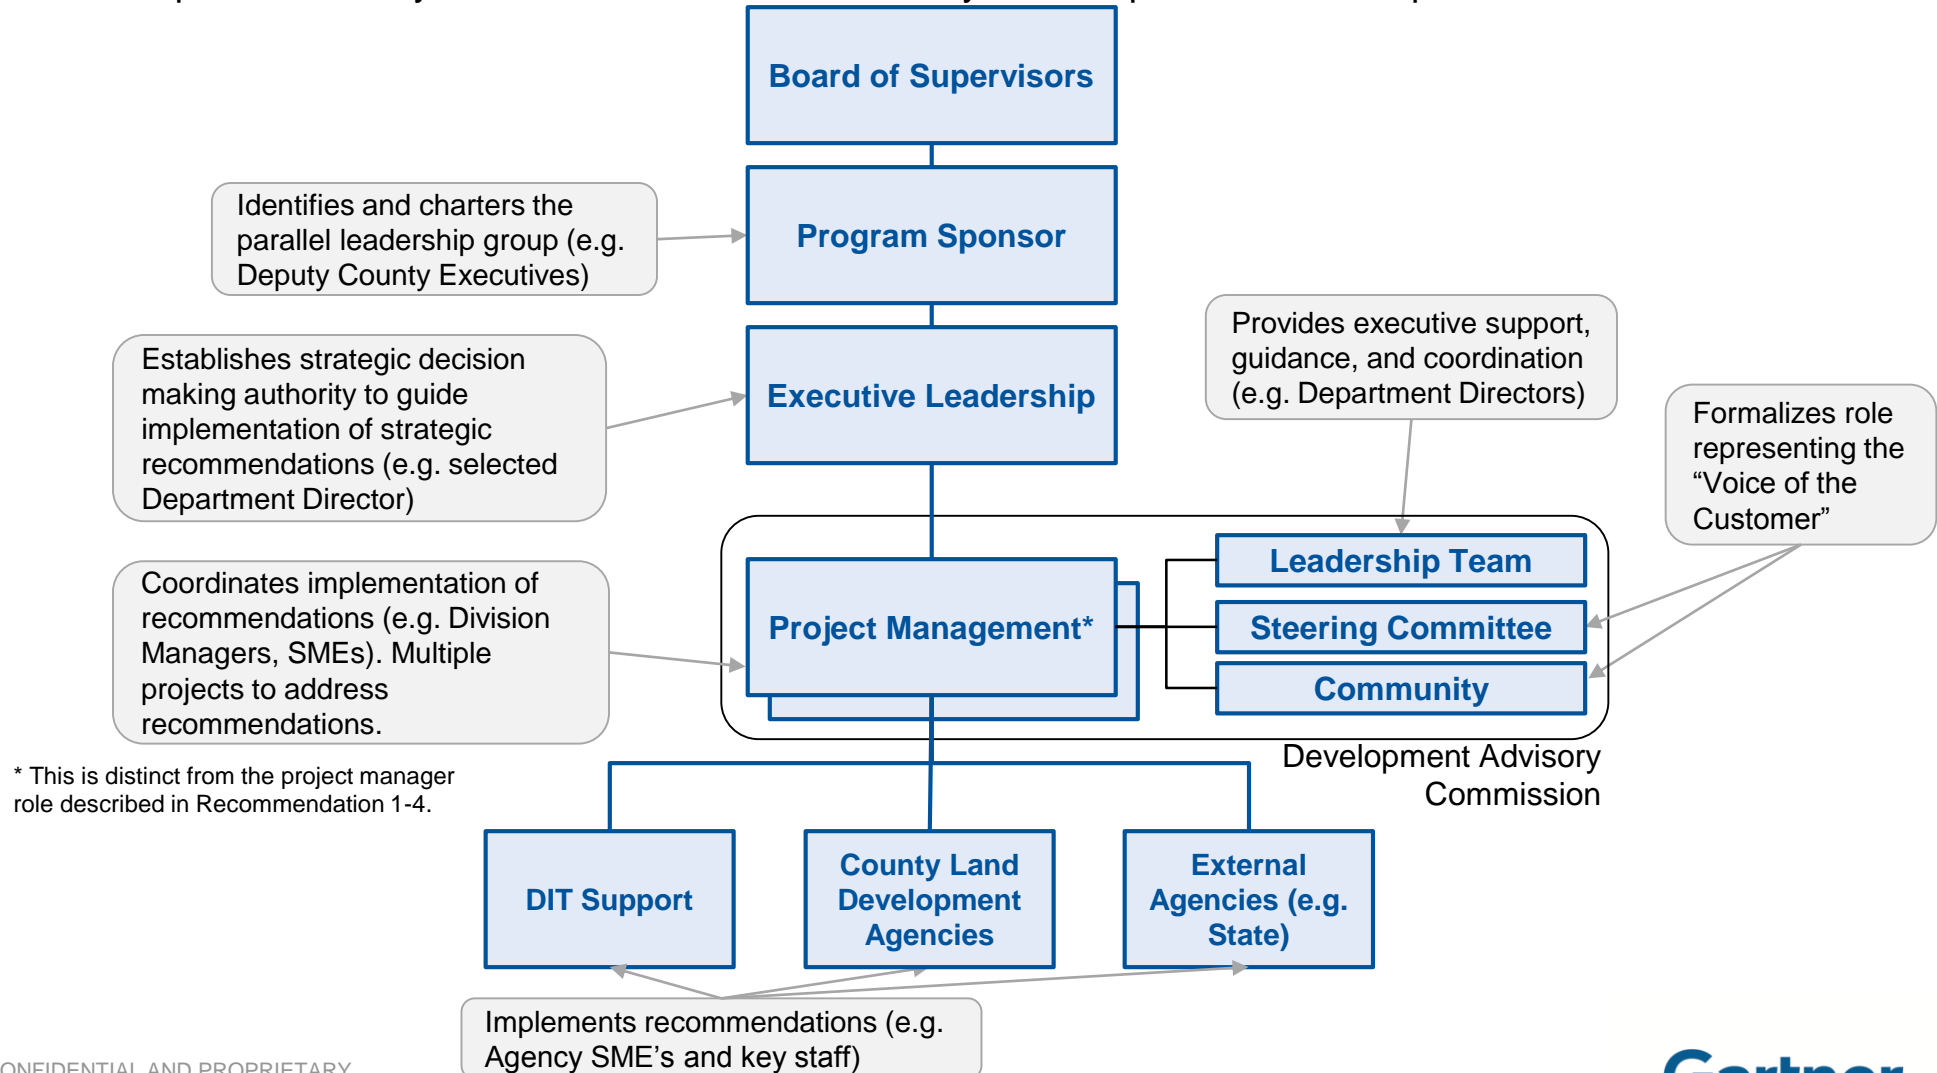 Board of Supervisors
Identifies and charters the
parallel leadership group (e.g.
Deputy County Executives)
Program Sponsor
Establishes strategic decision
making authority to guide
implementation of strategic
recommendations (e.g. selected
Department Director)
Executive Leadership
Provides executive support,
guidance, and coordination
(e.g. Department Directors)
Formalizes role
representing the
“Voice of the
Customer”
Coordinates implementation of
recommendations (e.g. Division
Managers, SMEs). Multiple
projects to address
recommendations.
Project Management*
Leadership Team
Steering Committee
Community
Development Advisory
Commission
* This is distinct from the project manager
role described in Recommendation 1-4.
DIT Support
County Land
Development
Agencies
External
Agencies (e.g.
State)
Implements recommendations (e.g.
Agency SME's and key staff)
ONFIDENTIAL AND PROPRIETARY
Gartner